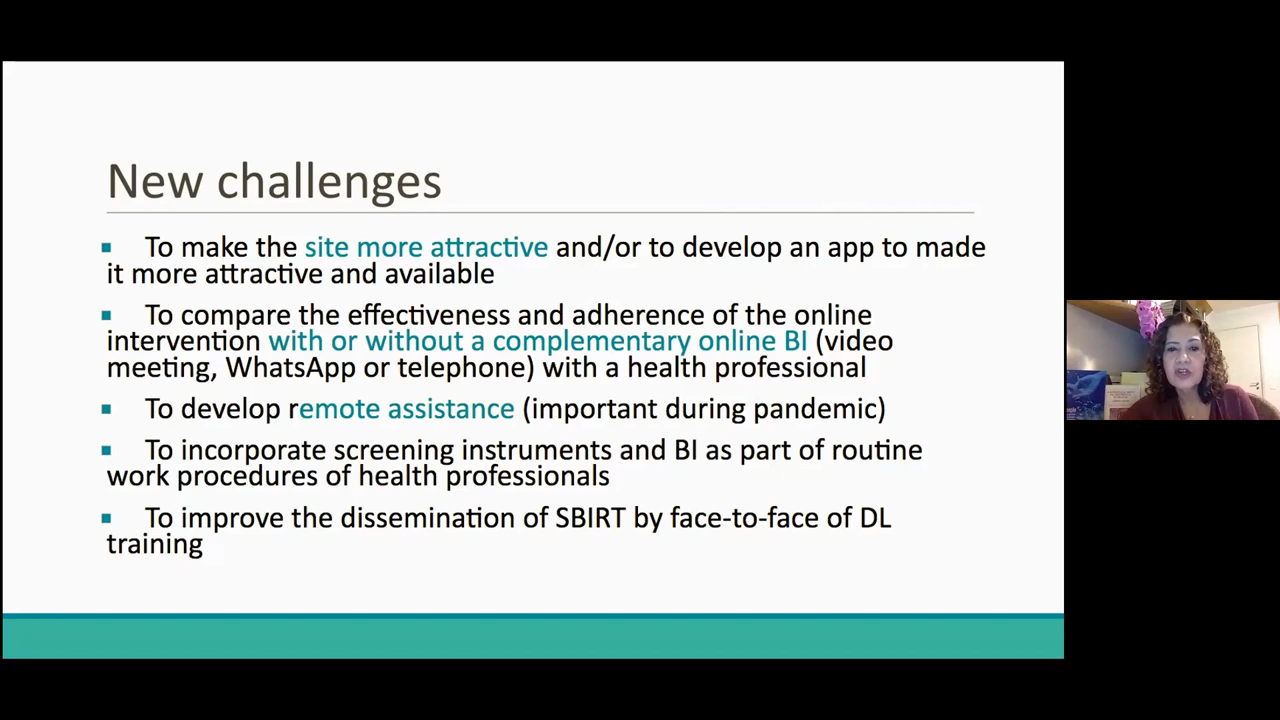 New challenges
▪ To make the site more attractive and/or to develop an app to made
it more attractive and available
▪ To compare the effectiveness and adherence of the online
intervention with or without a complementary online BI (video
meeting, WhatsApp or telephone) with a health professional
▪ To develop remote assistance (important during pandemic)
▪ To incorporate screening instruments and BI as part of routine
work procedures of health professionals
▪ To improve the dissemination of SBIRT by face-to-face of DL
training